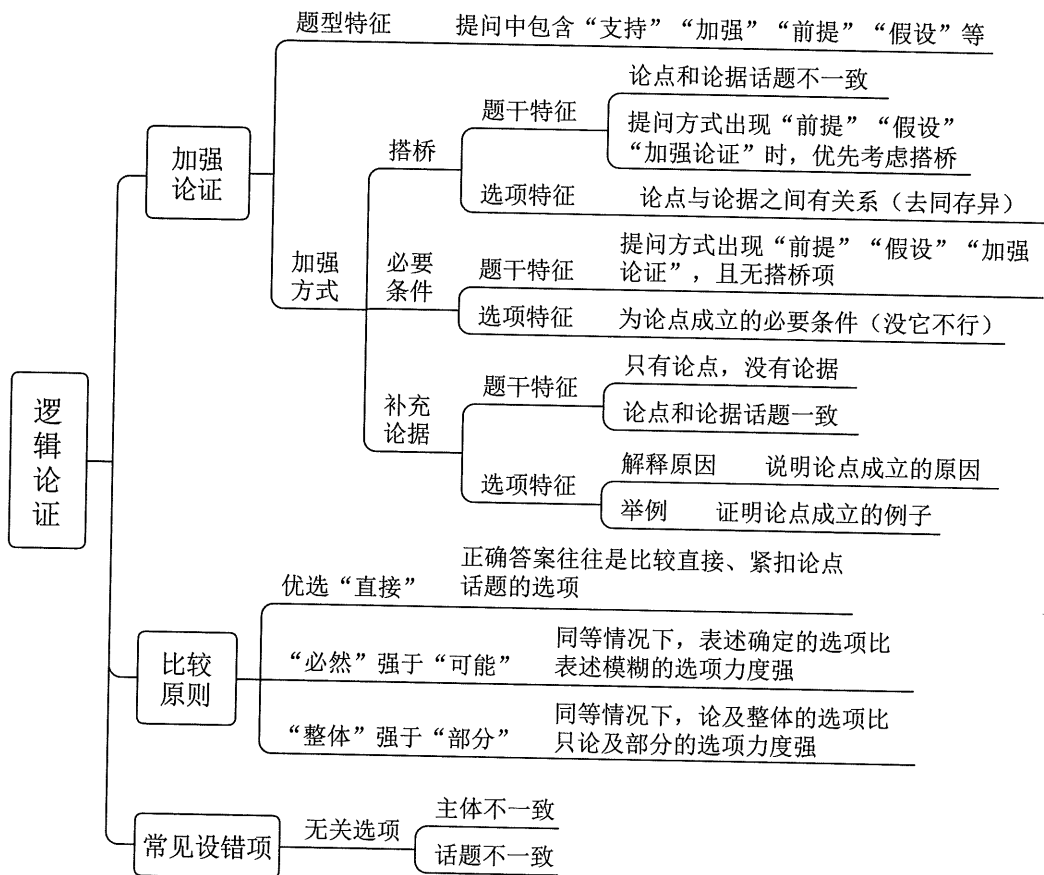 逻辑论证
加强
论证
题型特征
提问中包含“支持”“加强”“前提”“假设”等
加强
方式
搭桥
题干特征
论点和论据话题不一致
提问方式出现“前提”“假设”
“加强论证”时，优先考虑搭桥
选项特征
论点与论据之间有关系（去同存异）
必要
条件
题干特征
提问方式出现“前提”“假设”“加强
论证”，且无搭桥项
选项特征
为论点成立的必要条件（没它不行）
补充
论据
题干特征
只有论点，没有论据
论点和论据话题一致
选项特征
解释原因 说明论点成立的原因
举例 证明论点成立的例子
比较
原则
优选“直接”
正确答案往往是比较直接、紧扣论点
话题的选项
“必然”强于“可能”
同等情况下，表述确定的选项比
表述模糊的选项力度强
“整体”强于“部分”
同等情况下，论及整体的选项比
只论及部分的选项力度强
常见设错项
无关选项
主体不一致
话题不一致